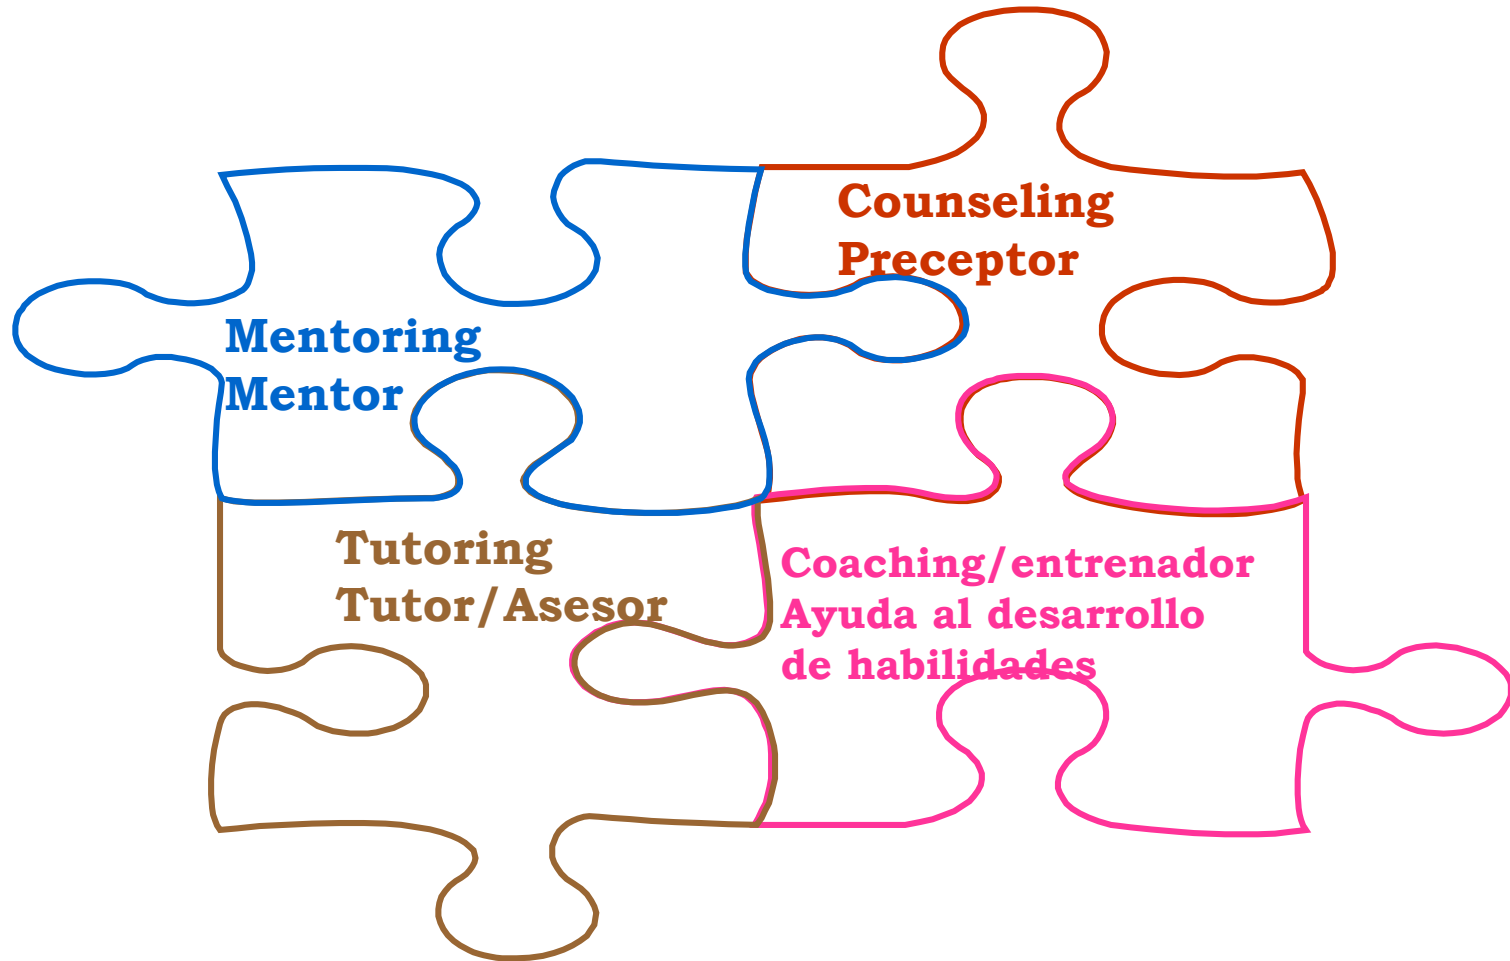 Counseling
Preceptor
Mentoring
Mentor
Tutoring
Tutor/Asesor
Coaching/entrenador
Ayuda al desarrollo
de habilidades